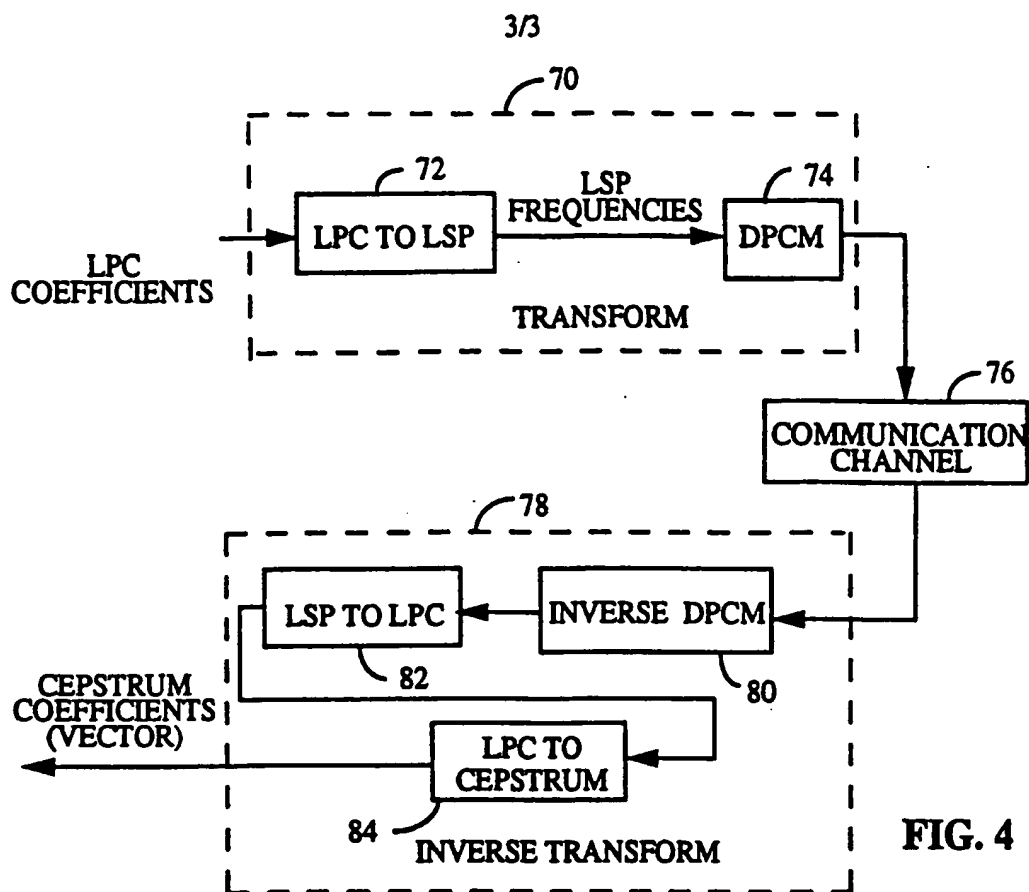 3/3
70
72
LPC TO LSP
LSP
FREQUENCIES
74
DPCM
LPC
COEFFICIENTS
TRANSFORM
76
COMMUNICATION
CHANNEL
78
LSP TO LPC
INVERSE DPCM
82
80
CEPSTRUM
COEFFICIENTS
(VECTOR)
LPC TO
CEPSTRUM
84
INVERSE TRANSFORM
FIG. 4